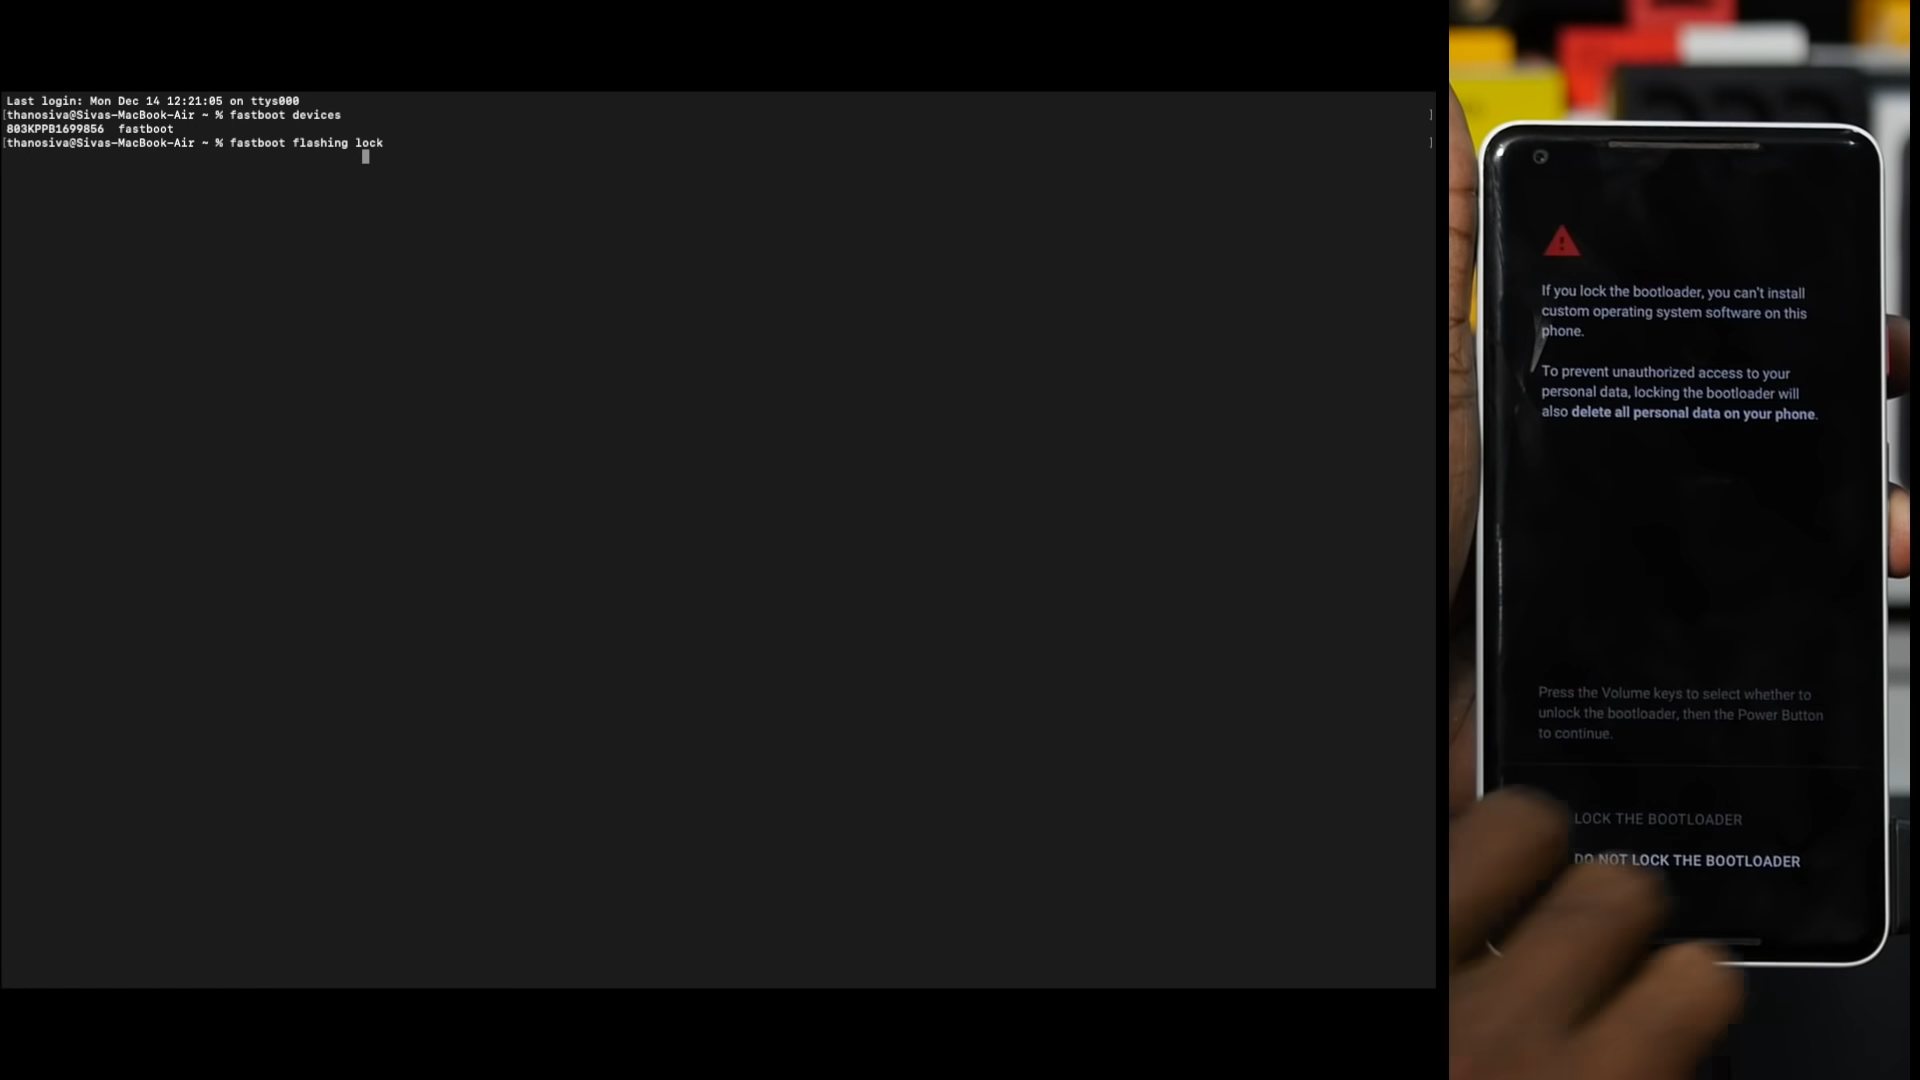 Last login: Mon Dec 14 12:21:05 on ttys000
[thanosiva@Sivas-MacBook-Air ~ % fastboot devices ]
803KPPB1699856 fastboot
[thanosiva@Sivas-MacBook-Air ~ % fastboot flashing lock ]
If you lock the bootloader, you can't install
custom operating system software on this
phone.
To prevent unauthorized access to your
personal data, locking the bootloader will
also delete all personal data on your phone.
Press the Volume keys to select whether to
unlock the bootloader, then the Power Button
to continue.
LOCK THE BOOTLOADER
DO NOT LOCK THE BOOTLOADER